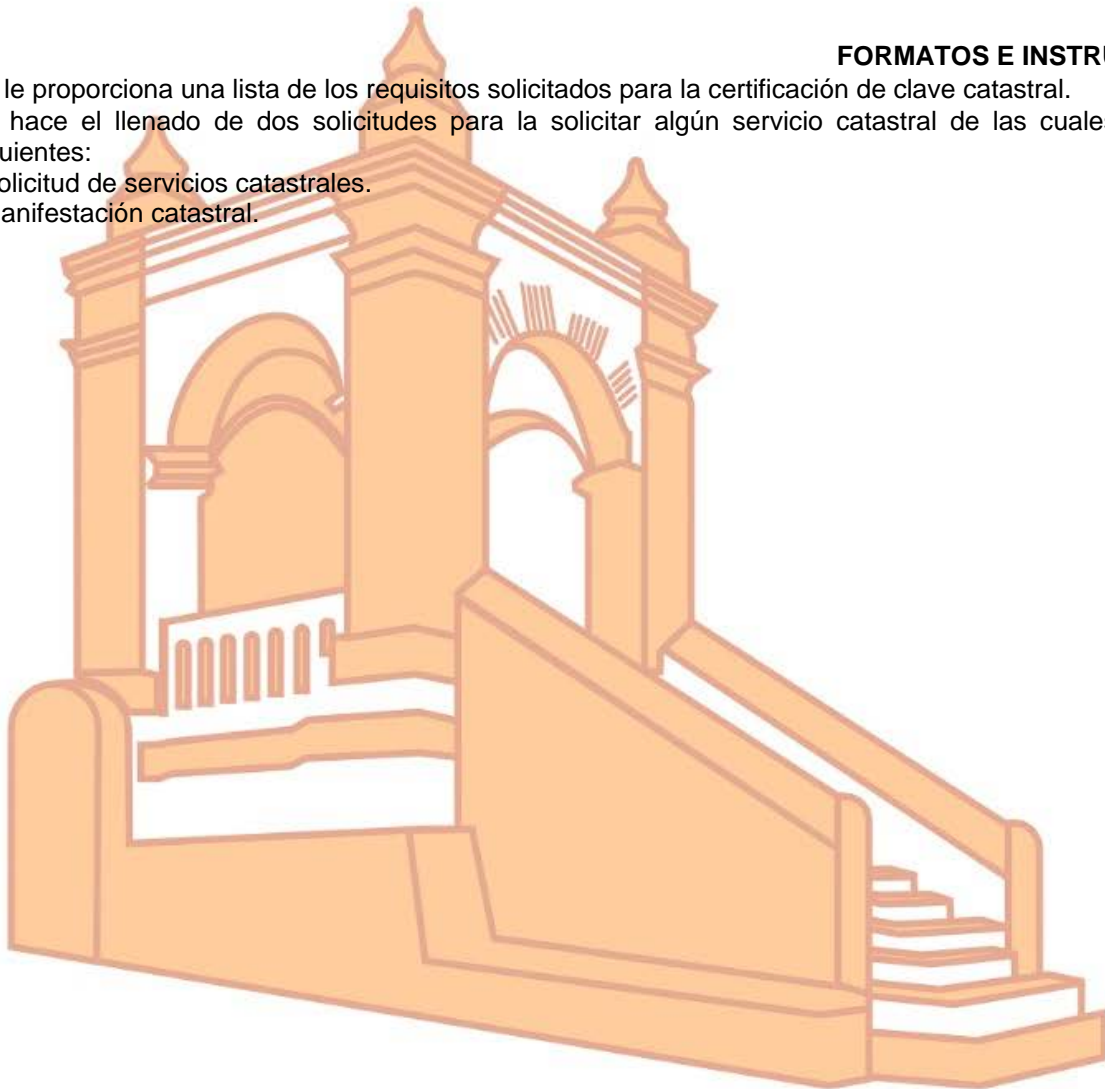 FORMATOS E INSTRU
le proporciona una lista de los requisitos solicitados para la certificación de clave catastral.
hace el llenado de dos solicitudes para la solicitar algún servicio catastral de las cuales
uientes:
olicitud de servicios catastrales.
anifestación catastral.